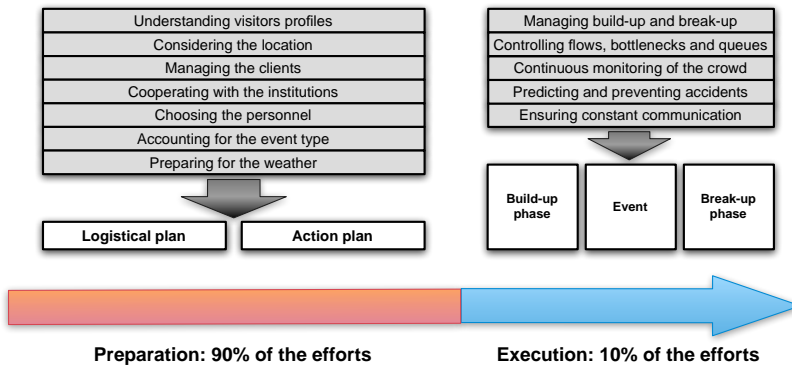 Understanding visitors profiles
Considering the location
Managing the clients
Cooperating with the institutions
Choosing the personnel
Accounting for the event type
Preparing for the weather
Logistical plan
Action plan
Managing build-up and break-up
Controlling flows, bottlenecks and queues
Continuous monitoring of the crowd
Predicting and preventing accidents
Ensuring constant communication
Build-up
phase
Event
Break-up
phase
Preparation: 90% of the efforts
Execution: 10% of the efforts